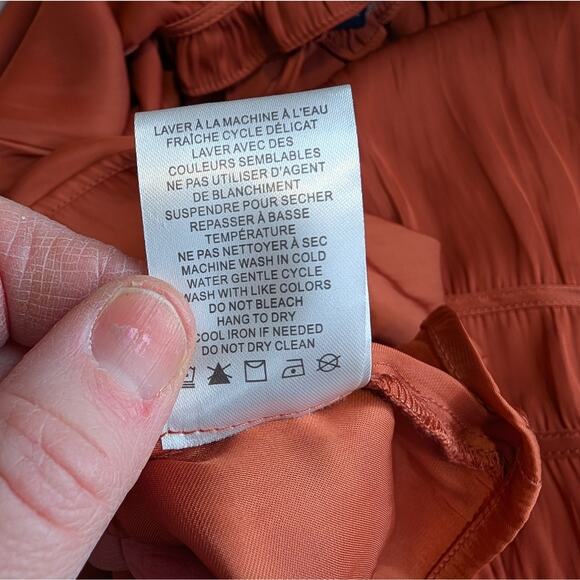 LAVER À LA MACHINE À L'EAU
FRAÎCHE CYCLE DÉLICAT
LAVER AVEC DES
COULEURS SEMBLABLES
NE PAS UTILISER D'AGENT
DE BLANCHIMENT
SUSPENDRE POUR SECHER
REPASSER À BASSE
TEMPÉRATURE
NE PAS NETTOYER À SEC
MACHINE WASH IN COLD
WATER GENTLE CYCLE
WASH WITH LIKE COLORS
DO NOT BLEACH
HANG TO DRY
COOL IRON IF NEEDED
DO NOT DRY CLEAN